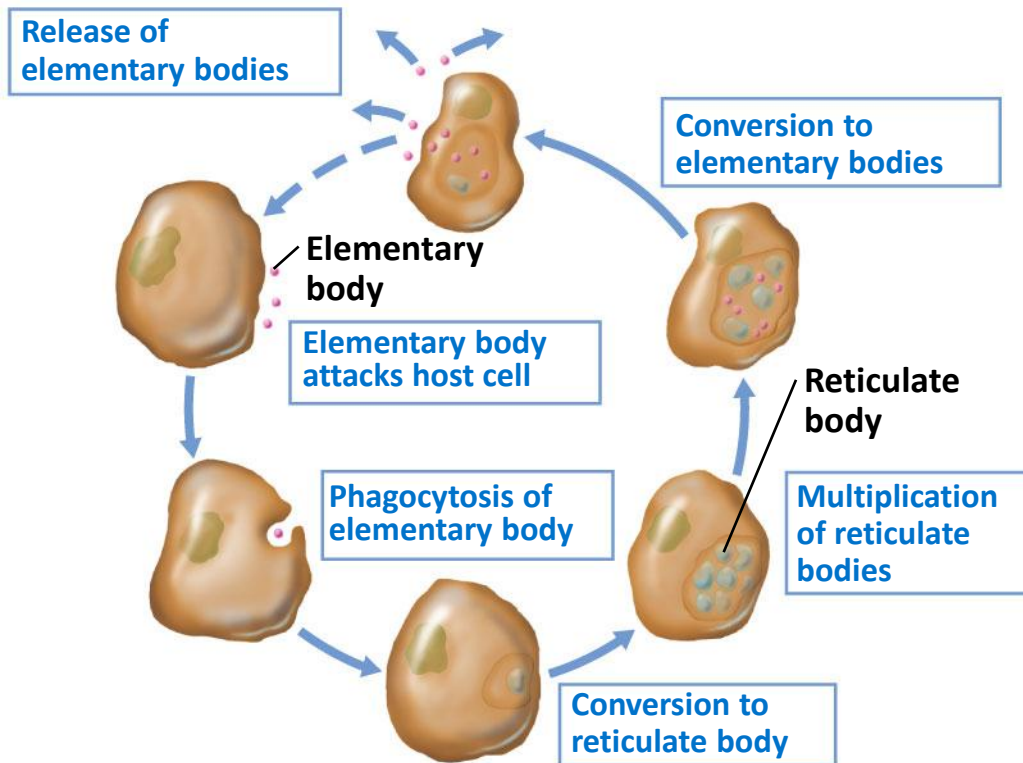 Release of
elementary bodies
Conversion to
elementary bodies
Elementary
body
Elementary body
attacks host cell
Reticulate
body
Phagocytosis of
elementary body
Multiplication
of reticulate
bodies
Conversion to
reticulate body